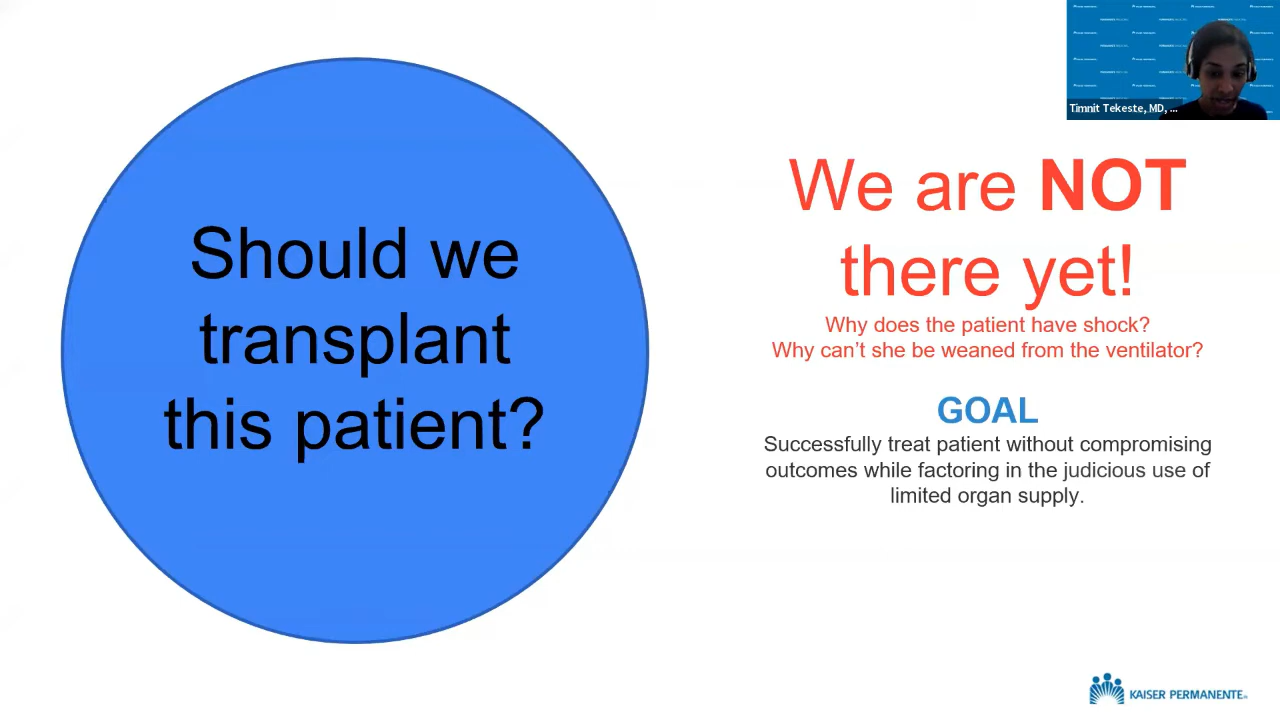 Timnit Tekeste, MD, ...
Should we
transplant
this patient?
We are NOT
there yet!
Why does the patient have shock?
Why can't she be weaned from the ventilator?
GOAL
Successfully treat patient without compromising
outcomes while factoring in the judicious use of
limited organ supply.
KAISER PERMANENTE